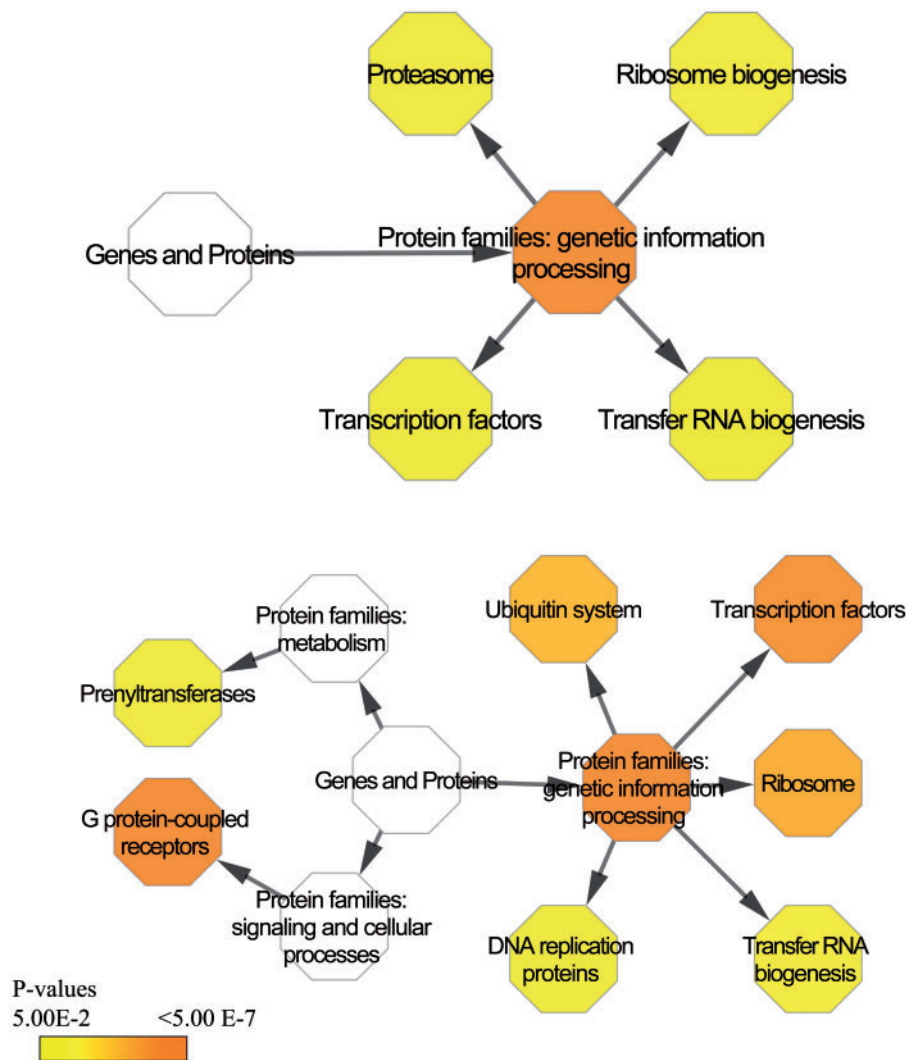 Proteasome
Ribosome biogenesis
Genes and Proteins
Protein families: genetic information
processing
Transcription factors
Transfer RNA biogenesis
Protein families:
metabolism
Prenyltransferases
Ubiquitin system
Transcription factors
Genes and Proteins
Protein families:
genetic information
processing
Ribosome
G protein-coupled
receptors
Protein families:
signaling and cellular
processes
DNA replication
proteins
Transfer RNA
biogenesis
P-values
5.00E-2 <5.00 E-7